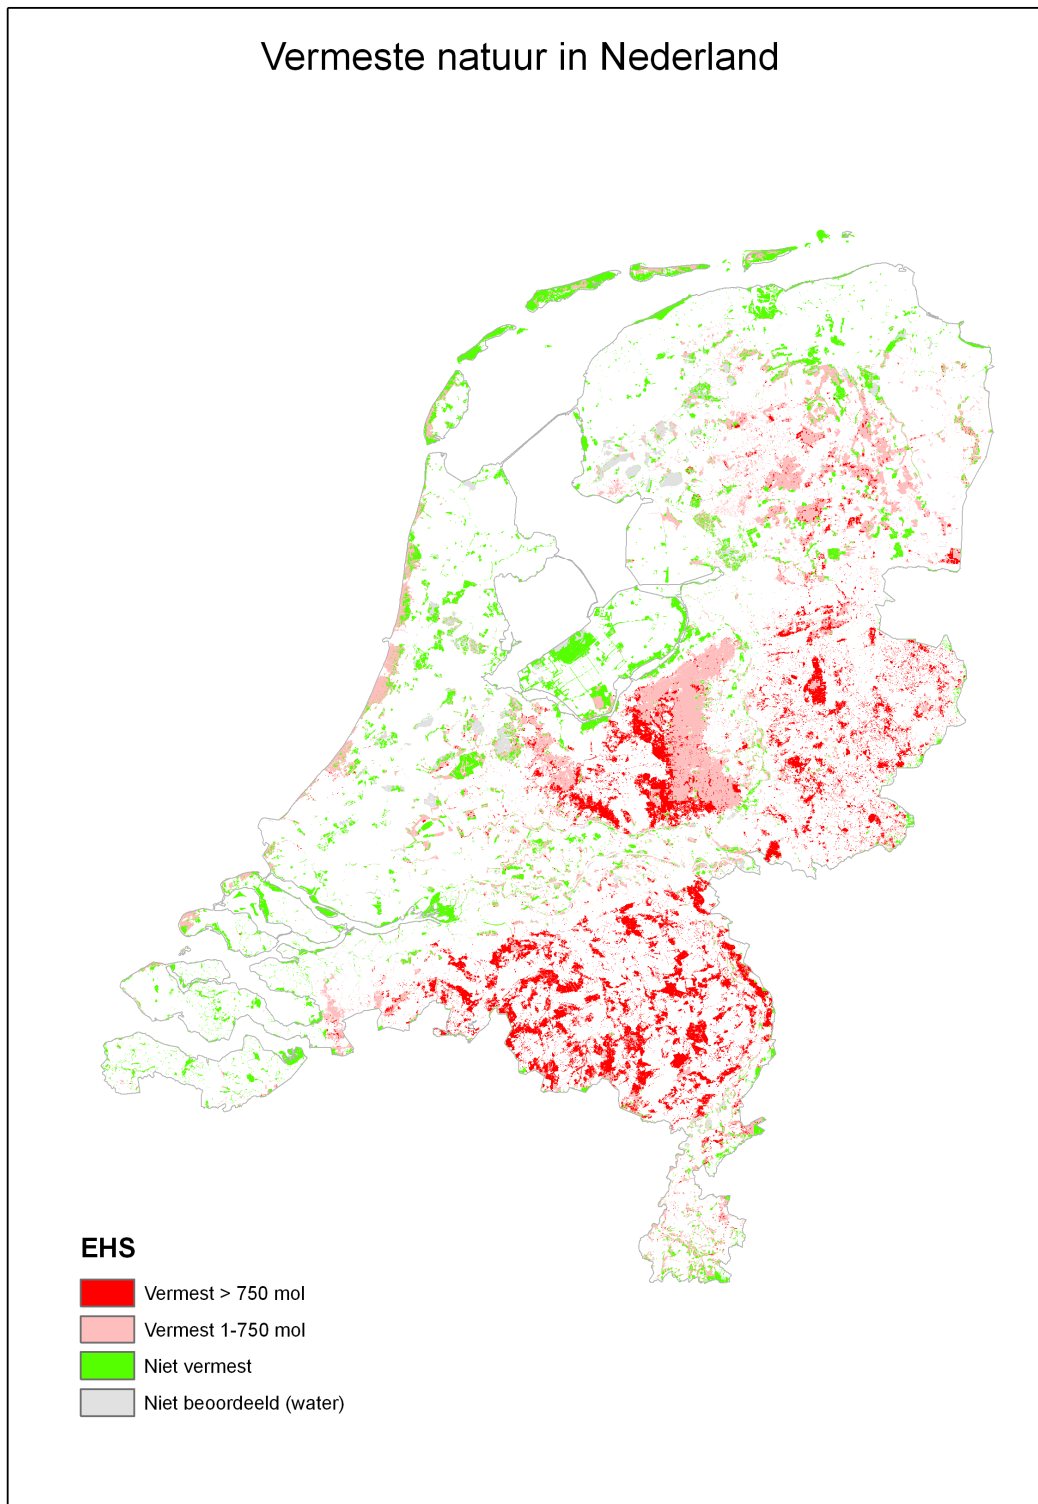 Vermeste natuur in Nederland
EHS
Vermest > 750 mol
Vermest 1-750 mol
Niet vermest
Niet beoordeeld (water)